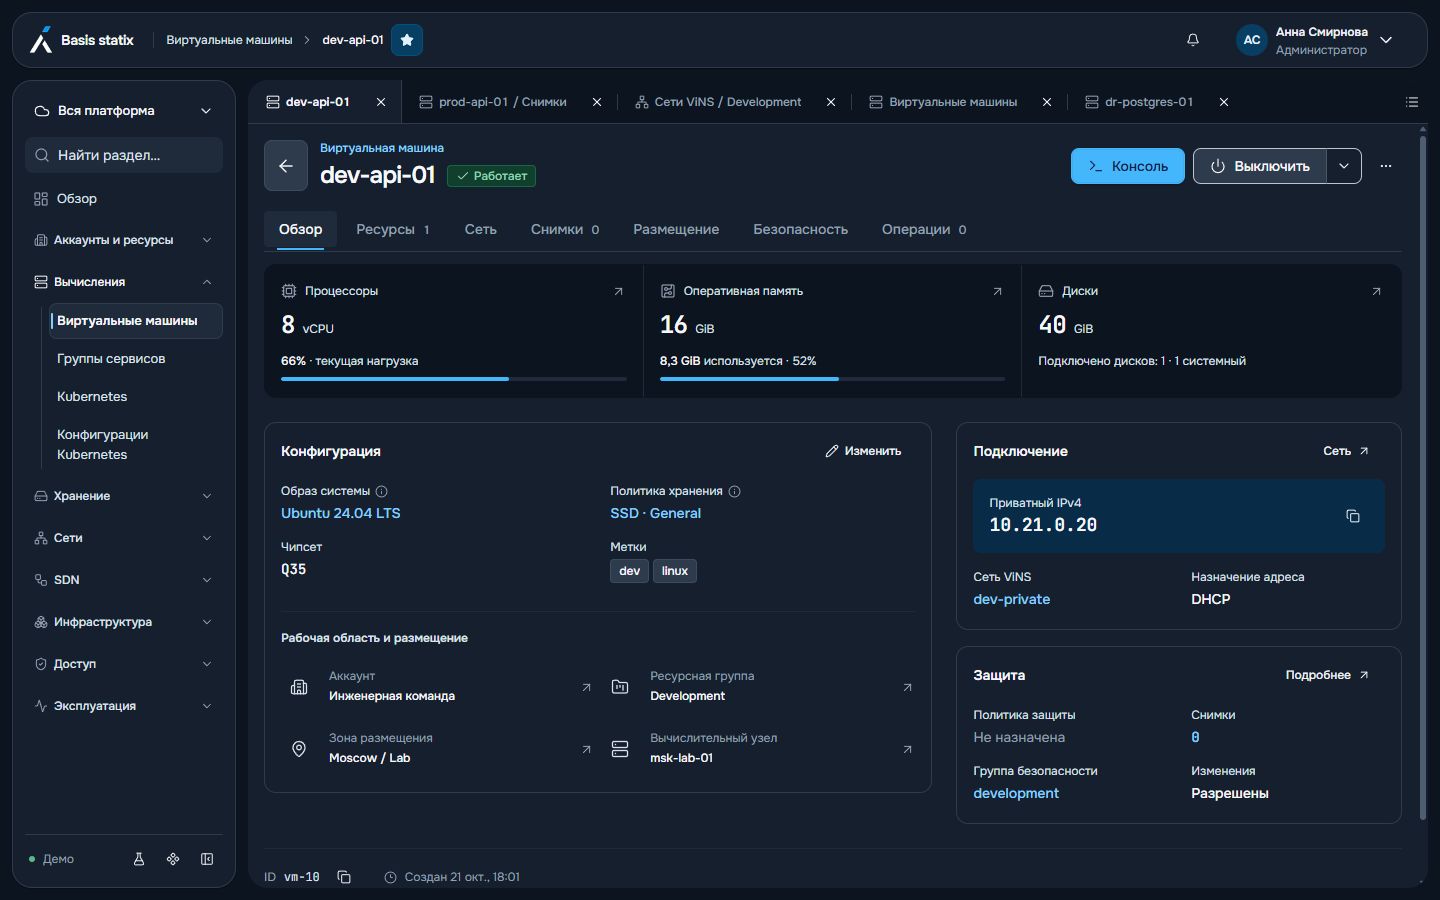 Basis statix
Виртуальные машины
dev-api-01
АС
Анна Смирнова
Администратор
Вся платформа
Найти раздел...
Обзор
Аккаунты и ресурсы
Вычисления
Виртуальные машины
Группы сервисов
Kubernetes
Конфигурации
Kubernetes
Хранение
Сети
SDN
Инфраструктура
Доступ
Эксплуатация
Демо
dev-api-01
prod-api-01 / Снимки
Сети ViNS / Development
Виртуальные машины
dr-postgres-01
Виртуальная машина
dev-api-01
Работает
Консоль
Выключить
Обзор
Ресурсы 1
Сеть
Снимки 0
Размещение
Безопасность
Операции 0
Процессоры
8 vCPU
66% · текущая нагрузка
Оперативная память
16 GiB
8,3 GiB используется · 52%
Диски
40 GiB
Подключено дисков: 1 · 1 системный
Конфигурация
Изменить
Образ системы
Ubuntu 24.04 LTS
Политика хранения
SSD · General
Чипсет
Q35
Метки
dev linux
Рабочая область и размещение
Аккаунт
Инженерная команда
Ресурсная группа
Development
Зона размещения
Moscow / Lab
Вычислительный узел
msk-lab-01
Подключение
Сеть
Приватный IPv4
10.21.0.20
Сеть ViNS
dev-private
Назначение адреса
DHCP
Защита
Подробнее
Политика защиты
Не назначена
Снимки
0
Группа безопасности
development
Изменения
Разрешены
ID vm-10
Создан 21 окт., 18:01